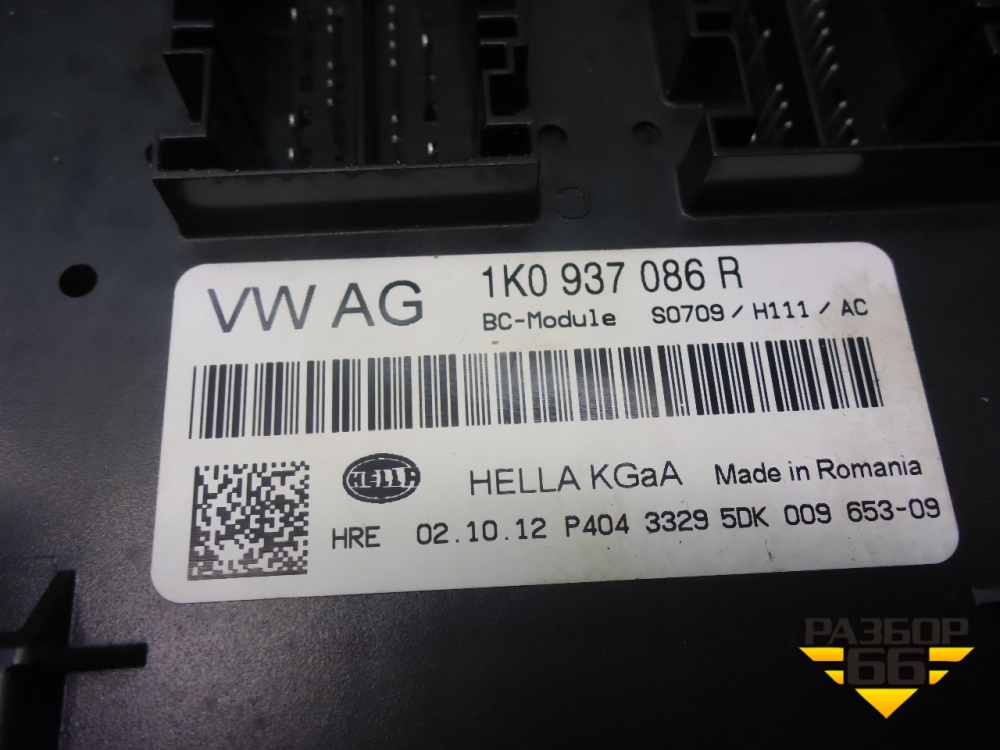 VW AG
1K0 937 086 R
BC-Module S0709 / H111 / AC
HELLA
HELLA KGaA Made in Romania
HRE 02.10.12 P404 3329 5DK 009 653-09
РАЗБОР
66